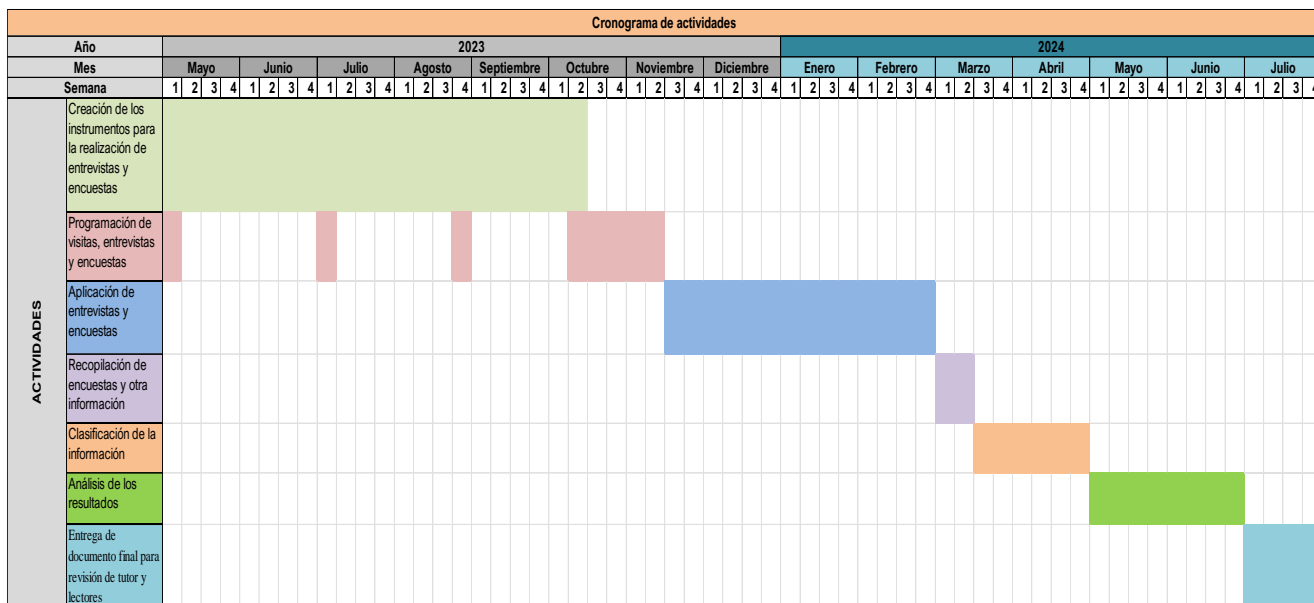 Cronograma de actividades
Año 2023 2024
Mes Mayo Junio Julio Agosto Septiembre Octubre Noviembre Diciembre Enero Febrero Marzo Abril Mayo Junio Julio
Semana 1 2 3 4 1 2 3 4 1 2 3 4 1 2 3 4 1 2 3 4 1 2 3 4 1 2 3 4 1 2 3 4 1 2 3 4 1 2 3 4 1 2 3 4 1 2 3 4 1 2 3 4 1 2 3 4 1 2 3 4
ACTIVIDADES
Creación de los
instrumentos para
la realización de
entrevistas y
encuestas
Programación de
visitas, entrevistas
y encuestas
Aplicación de
entrevistas y
encuestas
Recopilación de
encuestas y otra
información
Clasificación de la
información
Análisis de los
resultados
Entrega de
documento final para
revisión de tutor y
lectores